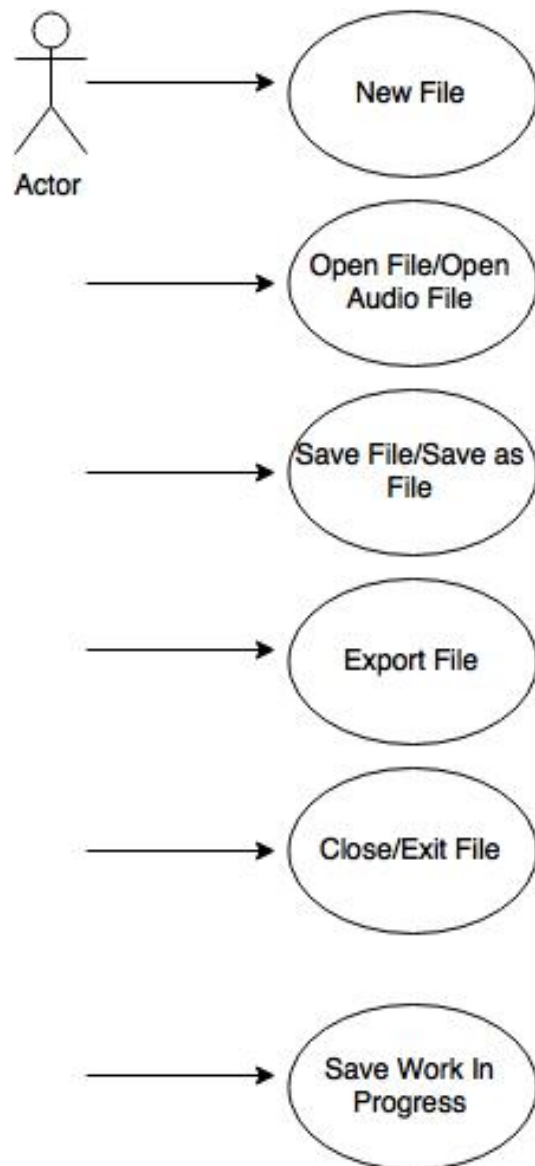 New File
Actor
Open File/Open
Audio File
Save File/Save as
File
Export File
Close/Exit File
Save Work In
Progress